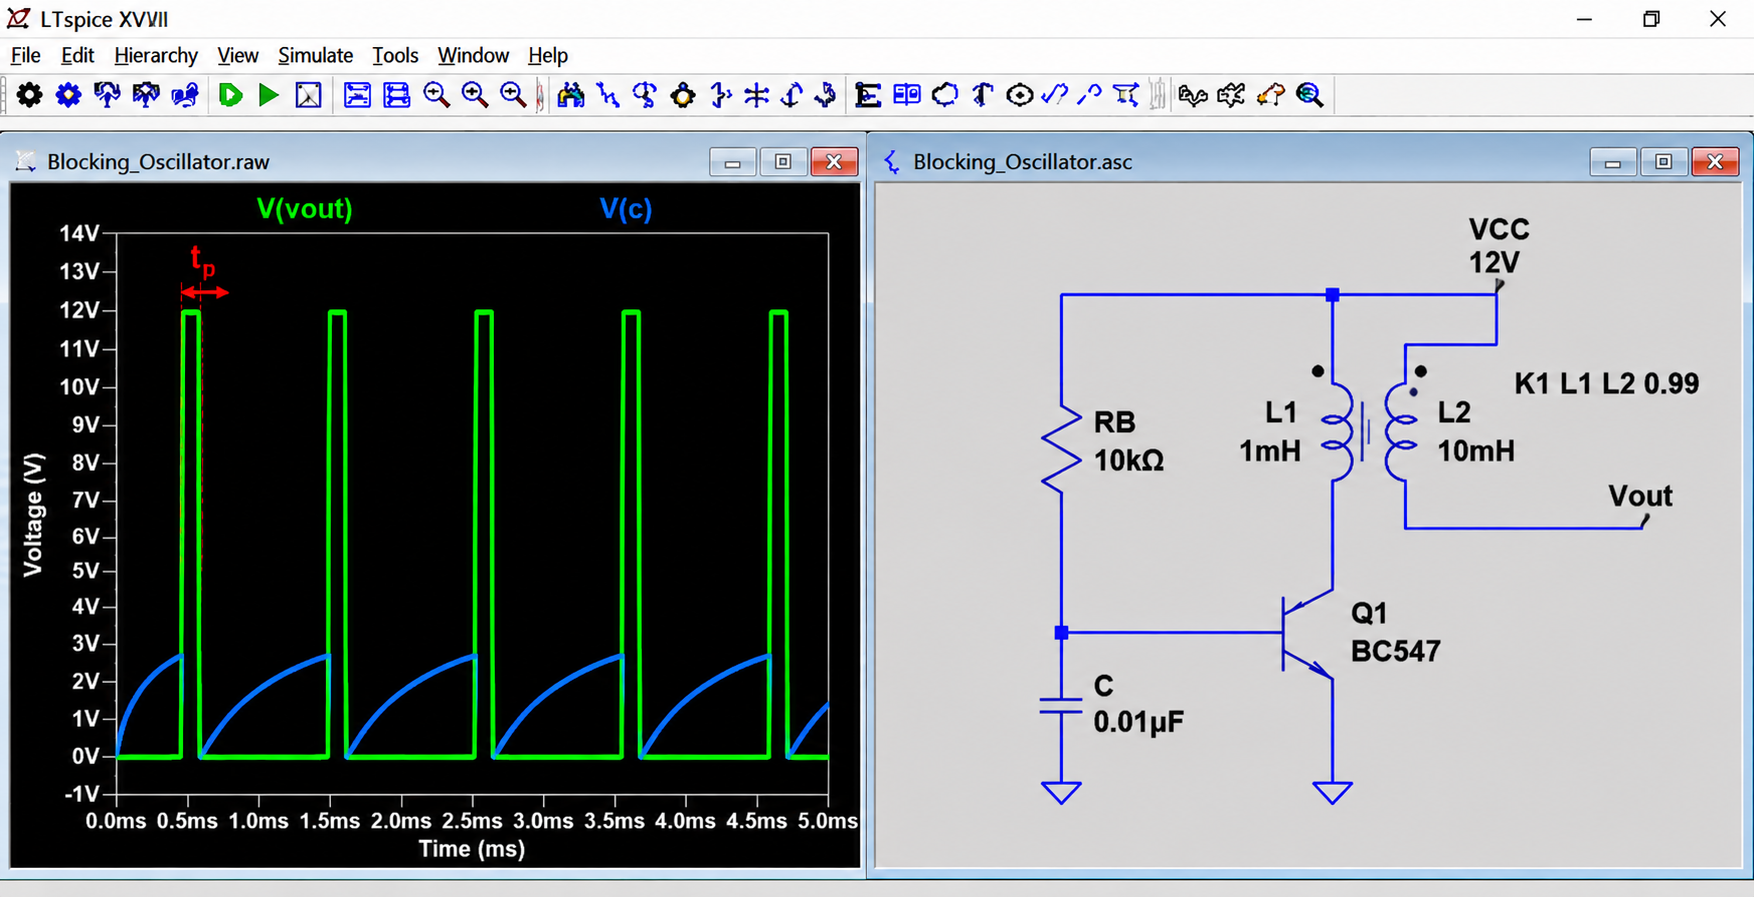 LTspice XVVII
File Edit Hierarchy View Simulate Tools Window Help
Blocking_Oscillator.raw
V(vout) V(c)
tp
14V
13V
12V
11V
10V
9V
8V
7V
6V
5V
4V
3V
2V
1V
0V
-1V
Voltage (V)
0.0ms 0.5ms 1.0ms 1.5ms 2.0ms 2.5ms 3.0ms 3.5ms 4.0ms 4.5ms 5.0ms
Time (ms)
Blocking_Oscillator.asc
VCC
12V
K1 L1 L2 0.99
L1
1mH
L2
10mH
RB
10kΩ
Vout
Q1
BC547
C
0.01µF